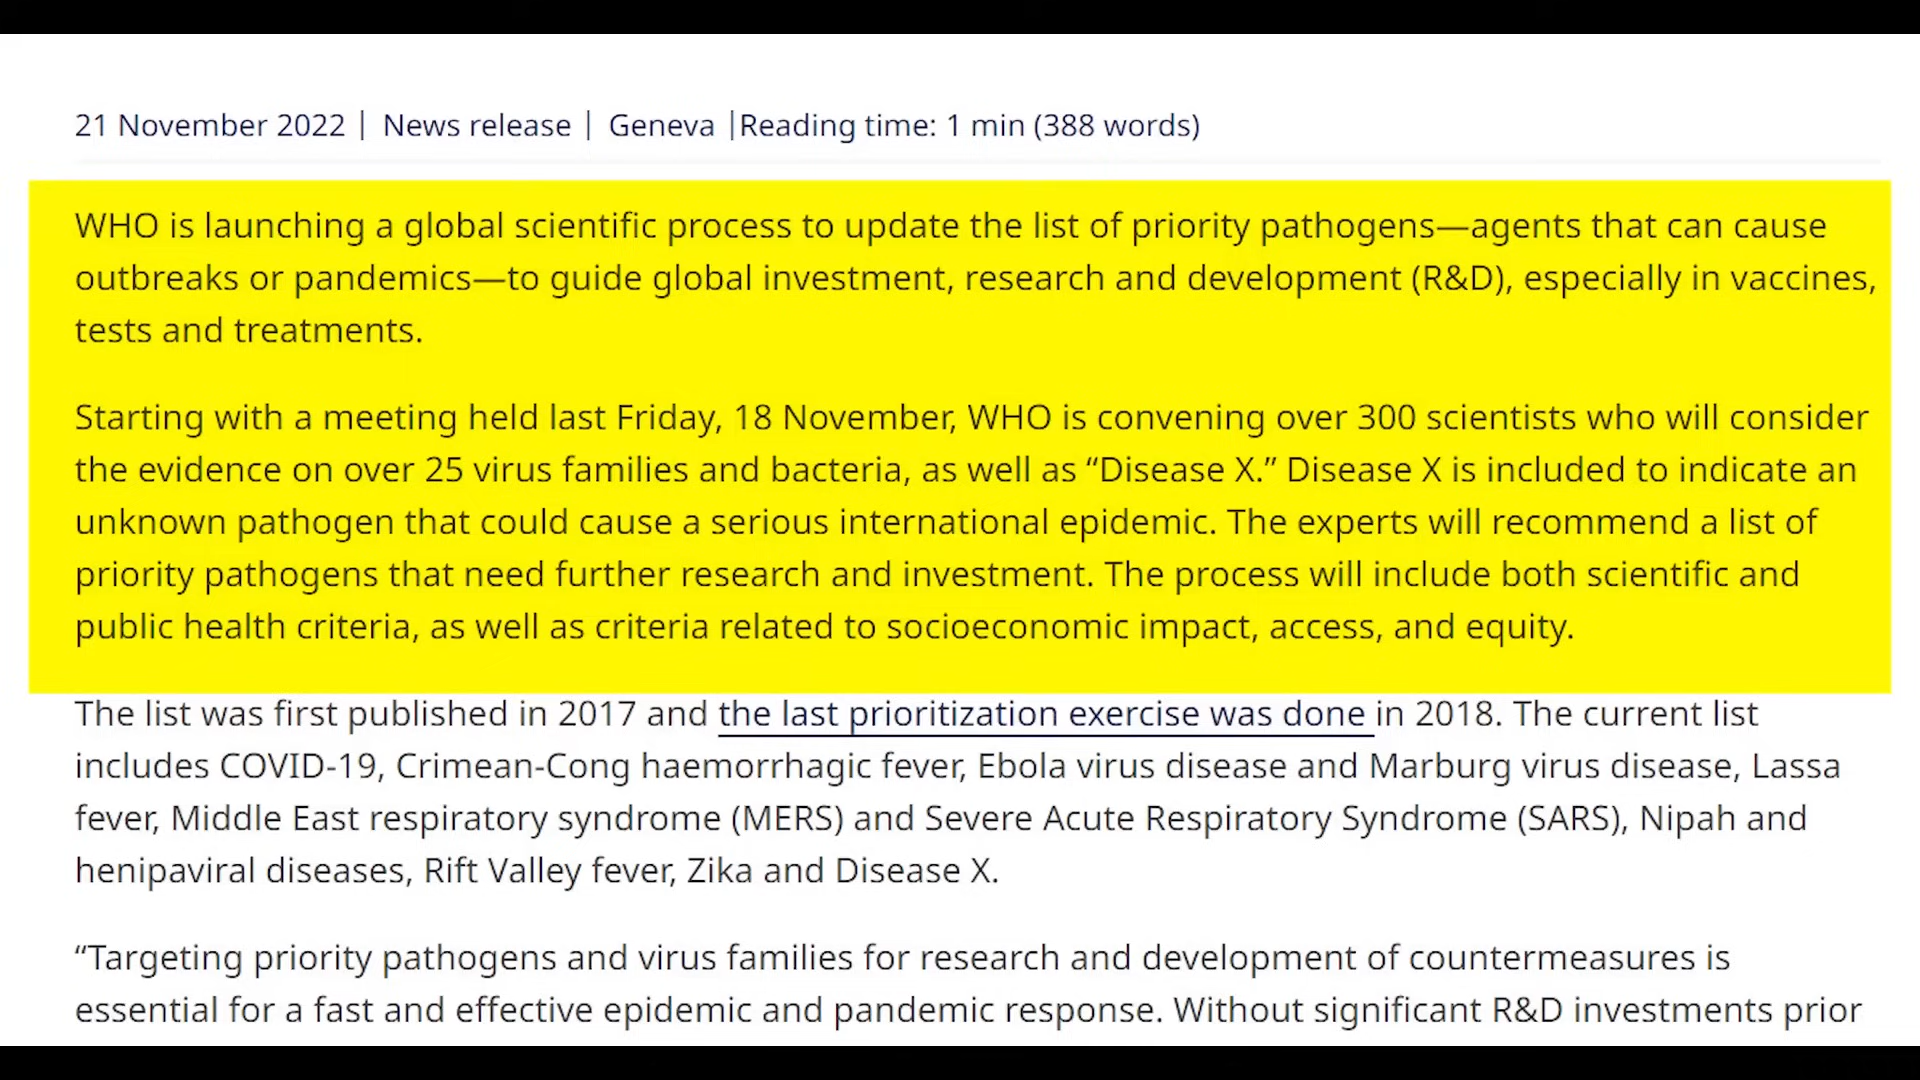 21 November 2022 | News release | Geneva |Reading time: 1 min (388 words)
WHO is launching a global scientific process to update the list of priority pathogens—agents that can cause
outbreaks or pandemics—to guide global investment, research and development (R&D), especially in vaccines,
tests and treatments.
Starting with a meeting held last Friday, 18 November, WHO is convening over 300 scientists who will consider
the evidence on over 25 virus families and bacteria, as well as “Disease X.” Disease X is included to indicate an
unknown pathogen that could cause a serious international epidemic. The experts will recommend a list of
priority pathogens that need further research and investment. The process will include both scientific and
public health criteria, as well as criteria related to socioeconomic impact, access, and equity.
The list was first published in 2017 and the last prioritization exercise was done in 2018. The current list
includes COVID-19, Crimean-Cong haemorrhagic fever, Ebola virus disease and Marburg virus disease, Lassa
fever, Middle East respiratory syndrome (MERS) and Severe Acute Respiratory Syndrome (SARS), Nipah and
henipaviral diseases, Rift Valley fever, Zika and Disease X.
“Targeting priority pathogens and virus families for research and development of countermeasures is
essential for a fast and effective epidemic and pandemic response. Without significant R&D investments prior